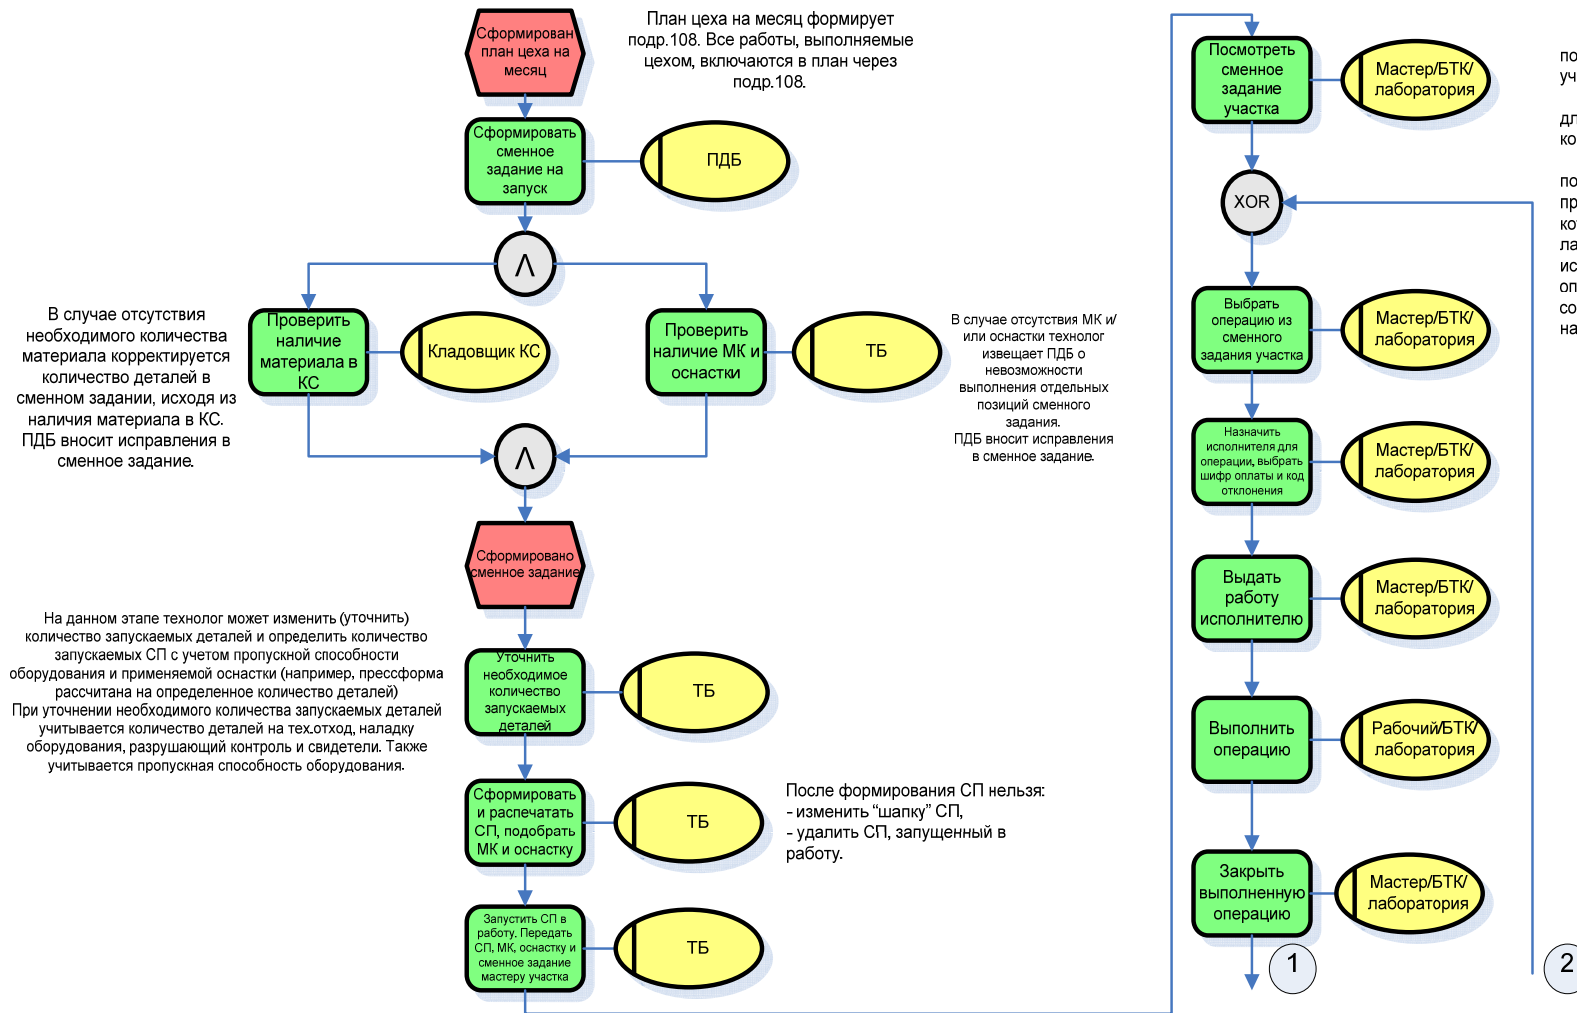 Сформирован
план цеха на
месяц
План цеха на месяц формирует
подр.108. Все работы, выполняемые
цехом, включаются в план через
подр.108.
Сформировать
сменное
задание на
запуск
ПДБ
Λ
В случае отсутствия
необходимого количества
материала корректируется
количество деталей в
сменном задании, исходя из
наличия материала в КС.
ПДБ вносит исправления в
сменное задание.
Проверить
наличие
материала в
КС
Кладовщик КС
Проверить
наличие МК и
оснастки
ТБ
В случае отсутствия МК и/
или оснастки технолог
извещает ПДБ о
невозможности
выполнения отдельных
позиций сменного
задания.
ПДБ вносит исправления
в сменное задание.
Λ
Сформировано
сменное задание
На данном этапе технолог может изменить (уточнить)
количество запускаемых деталей и определить количество
запускаемых СП с учетом пропускной способности
оборудования и применяемой оснастки (например, прессформа
рассчитана на определенное количество деталей)
При уточнении необходимого количества запускаемых деталей
учитывается количество деталей на тех.отход, наладку
оборудования, разрушающий контроль и свидетели. Также
учитывается пропускная способность оборудования.
Уточнить
необходимое
количество
запускаемых
деталей
ТБ
Сформировать
и распечатать
СП, подобрать
МК и оснастку
ТБ
После формирования СП нельзя:
- изменить “шапку” СП,
- удалить СП, запущенный в
работу.
Запустить СП в
работу. Передать
СП, МК, оснастку и
сменное задание
мастеру участка
ТБ
Посмотреть
сменное
задание
участка
Мастер/БТК/
лаборатория
XOR
Выбрать
операцию из
сменного
задания участка
Мастер/БТК/
лаборатория
Назначить
исполнителя для
операции, выбрать
шифр оплаты и код
отклонения
Мастер/БТК/
лаборатория
Выдать
работу
исполнителю
Мастер/БТК/
лаборатория
Выполнить
операцию
Рабочий/БТК/
лаборатория
Закрыть
выполненную
операцию
Мастер/БТК/
лаборатория
1
2